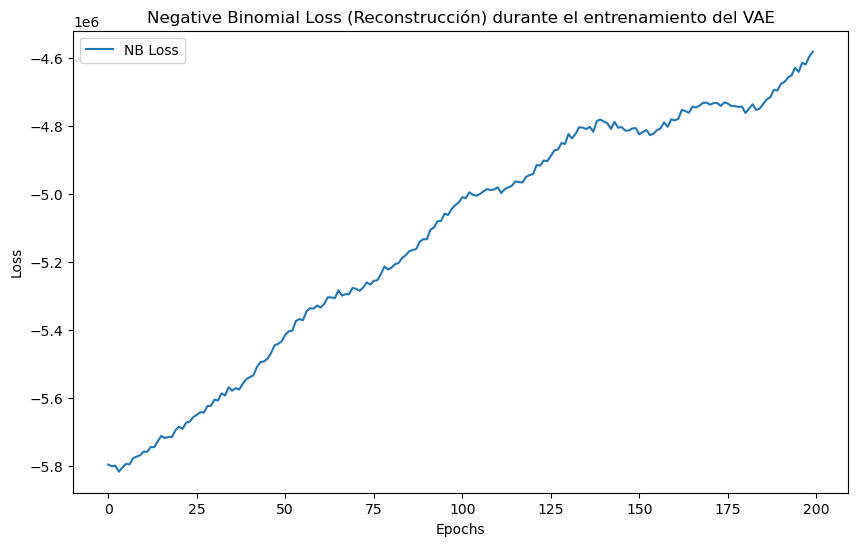 Negative Binomial Loss (Reconstrucción) durante el entrenamiento del VAE
1e6
NB Loss
−4.6
−4.8
−5.0
−5.2
−5.4
−5.6
−5.8
Loss
0 25 50 75 100 125 150 175 200
Epochs